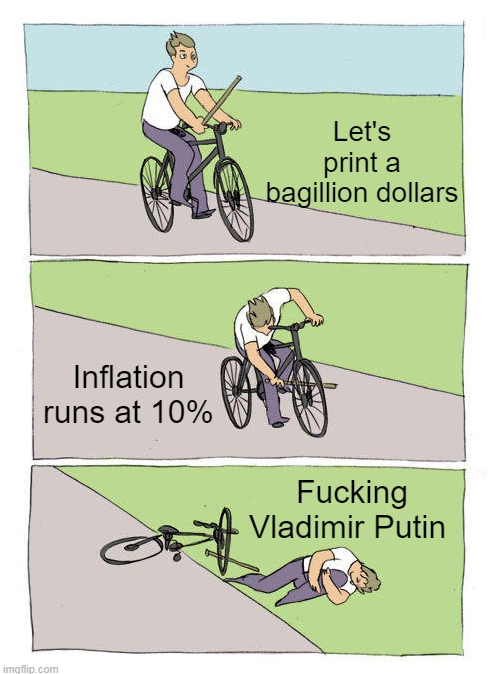 Let's
print a
bagillion dollars
Inflation
runs at 10%
Fucking
Vladimir Putin
imgflip.com